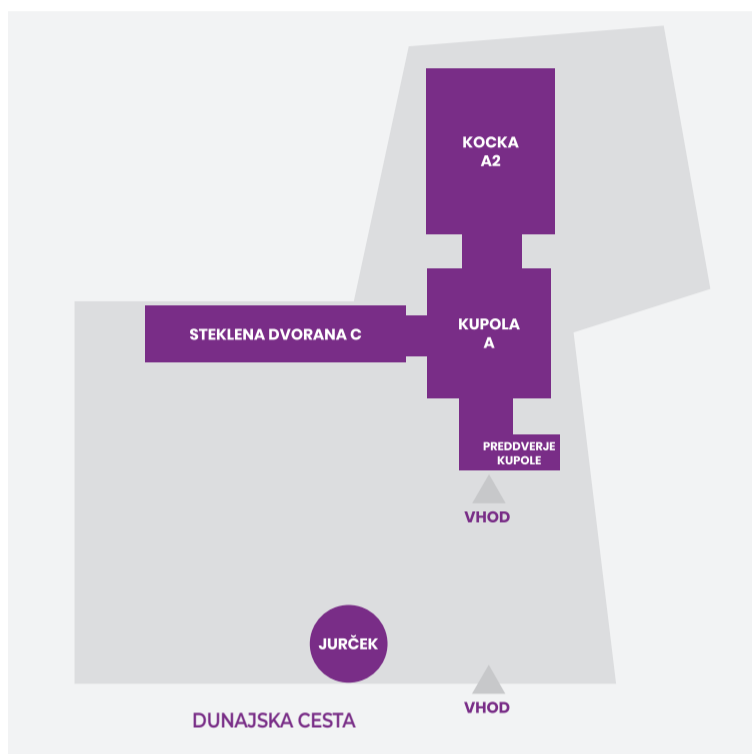 KOCKA
A2
STEKLENA DVORANA C
KUPOLA
A
PREDDVERJE
KUPOLE
VHOD
JURČEK
VHOD
DUNAJSKA CESTA